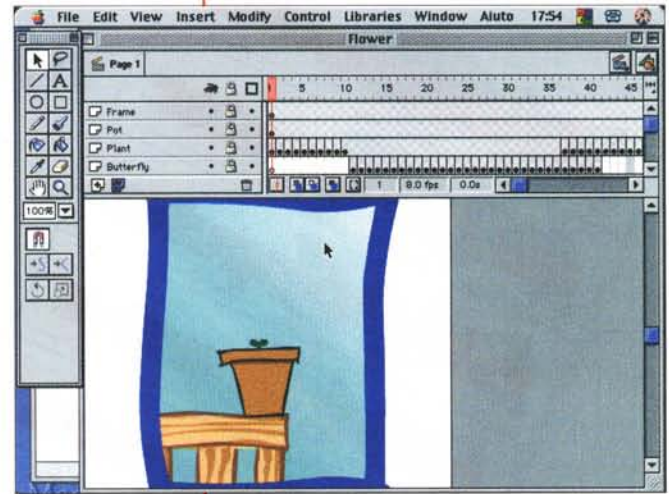 File Edit View Insert Modify Control Libraries Window Aiuto 17:54
Flower
Page 1
5 10 15 20 25 30 35 40 45
Frame
Pot
Plant
Butterfly
1 8.0 fps 0.0s
A
100%